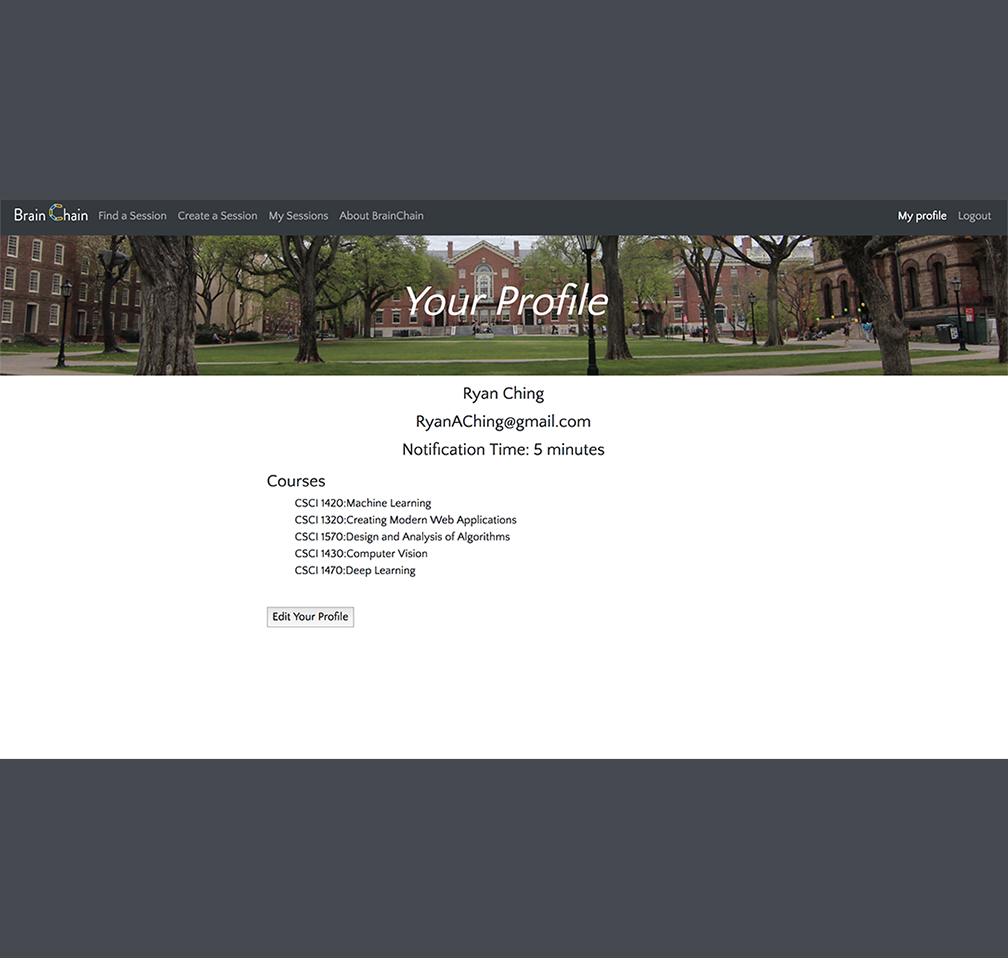 Brain Chain Find a Session Create a Session My Sessions About BrainChain My profile Logout
Your Profile
Ryan Ching
RyanAChing@gmail.com
Notification Time: 5 minutes
Courses
CSCI 1420:Machine Learning
CSCI 1320:Creating Modern Web Applications
CSCI 1570:Design and Analysis of Algorithms
CSCI 1430:Computer Vision
CSCI 1470:Deep Learning
Edit Your Profile